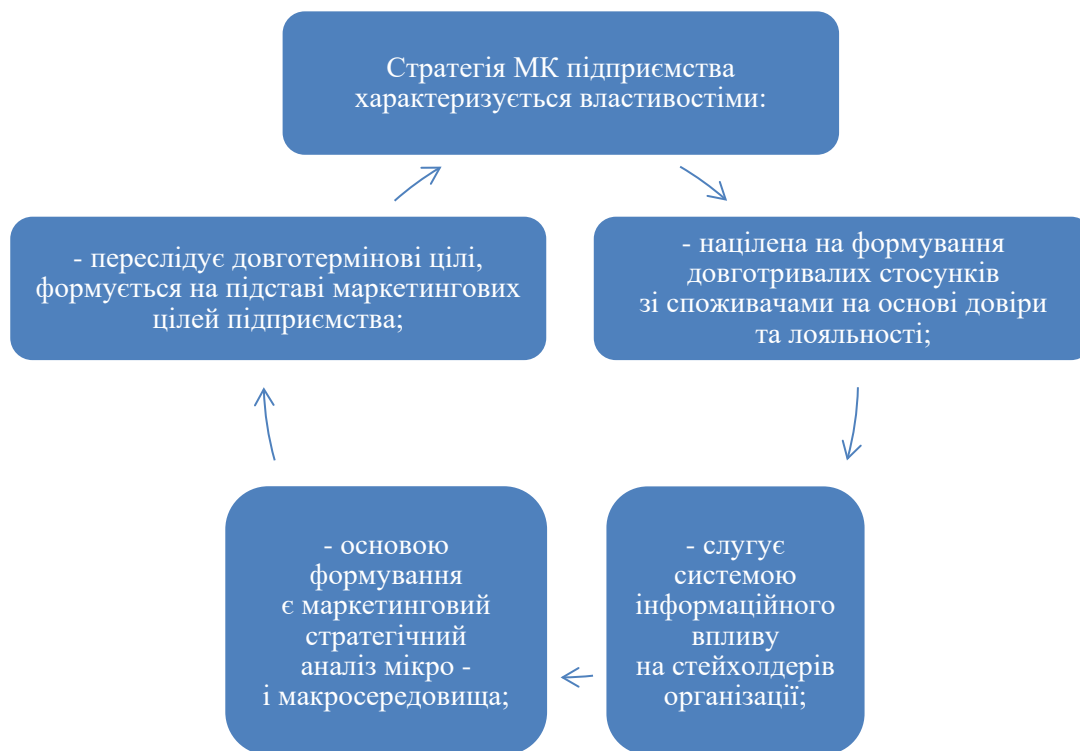 Стратегія МК підприємства
характеризується властивостіми:
- націлена на формування
довготривалих стосунків
зі споживачами на основі довіри
та лояльності;
- слугує
системою
інформаційного
впливу
на стейхолдерів
організації;
- основою
формування
є маркетинговий
стратегічний
аналіз мікро -
і макросередовища;
- переслідує довготермінові цілі,
формується на підставі маркетингових
цілей підприємства;